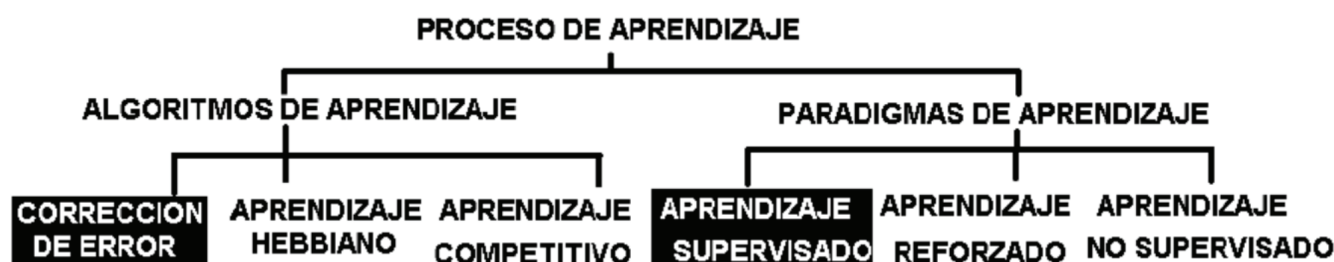 PROCESO DE APRENDIZAJE
ALGORITMOS DE APRENDIZAJE
PARADIGMAS DE APRENDIZAJE
CORRECCION
DE ERROR
APRENDIZAJE
HEBBIANO
APRENDIZAJE
COMPETITIVO
APRENDIZAJE
SUPERVISADO
APRENDIZAJE
REFORZADO
APRENDIZAJE
NO SUPERVISADO